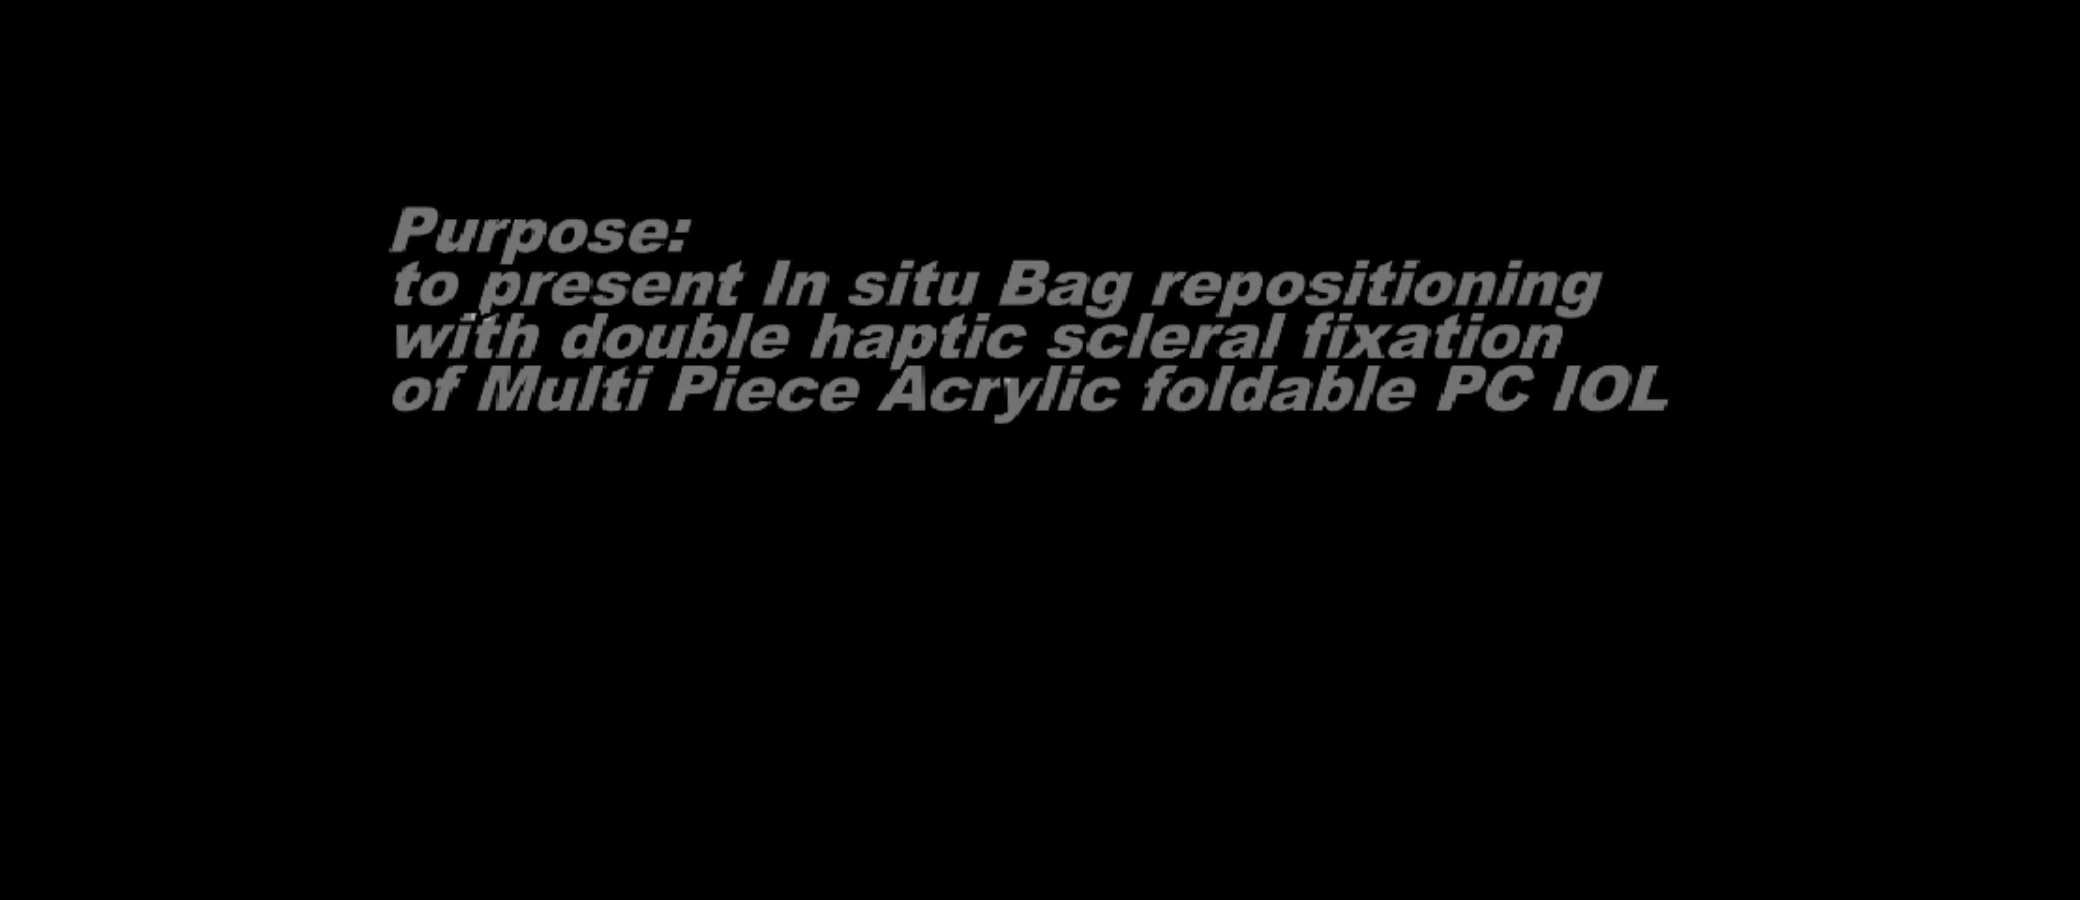 Purpose:
to present In situ Bag repositioning
with double haptic scleral fixation
of Multi Piece Acrylic foldable PC IOL